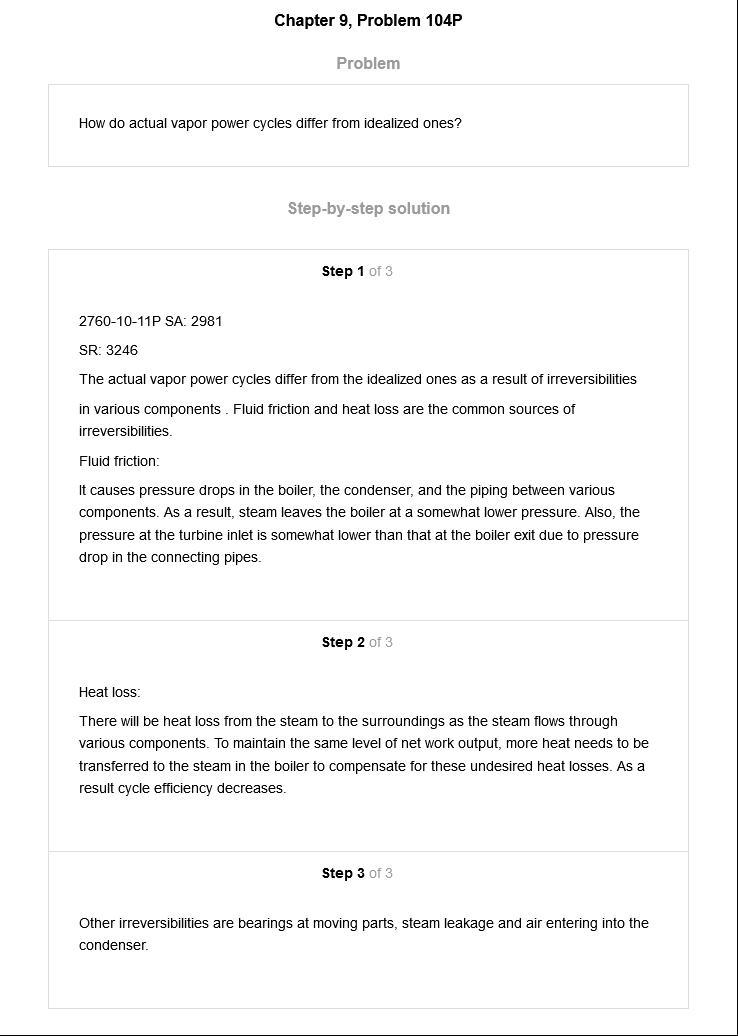 Chapter 9, Problem 104P
Problem
How do actual vapor power cycles differ from idealized ones?
Step-by-step solution
Step 1 of 3
2760-10-11P SA: 2981
SR: 3246
The actual vapor power cycles differ from the idealized ones as a result of irreversibilities
in various components . Fluid friction and heat loss are the common sources of
irreversibilities.
Fluid friction:
It causes pressure drops in the boiler, the condenser, and the piping between various
components. As a result, steam leaves the boiler at a somewhat lower pressure. Also, the
pressure at the turbine inlet is somewhat lower than that at the boiler exit due to pressure
drop in the connecting pipes.
Step 2 of 3
Heat loss:
There will be heat loss from the steam to the surroundings as the steam flows through
various components. To maintain the same level of net work output, more heat needs to be
transferred to the steam in the boiler to compensate for these undesired heat losses. As a
result cycle efficiency decreases.
Step 3 of 3
Other irreversibilities are bearings at moving parts, steam leakage and air entering into the
condenser.